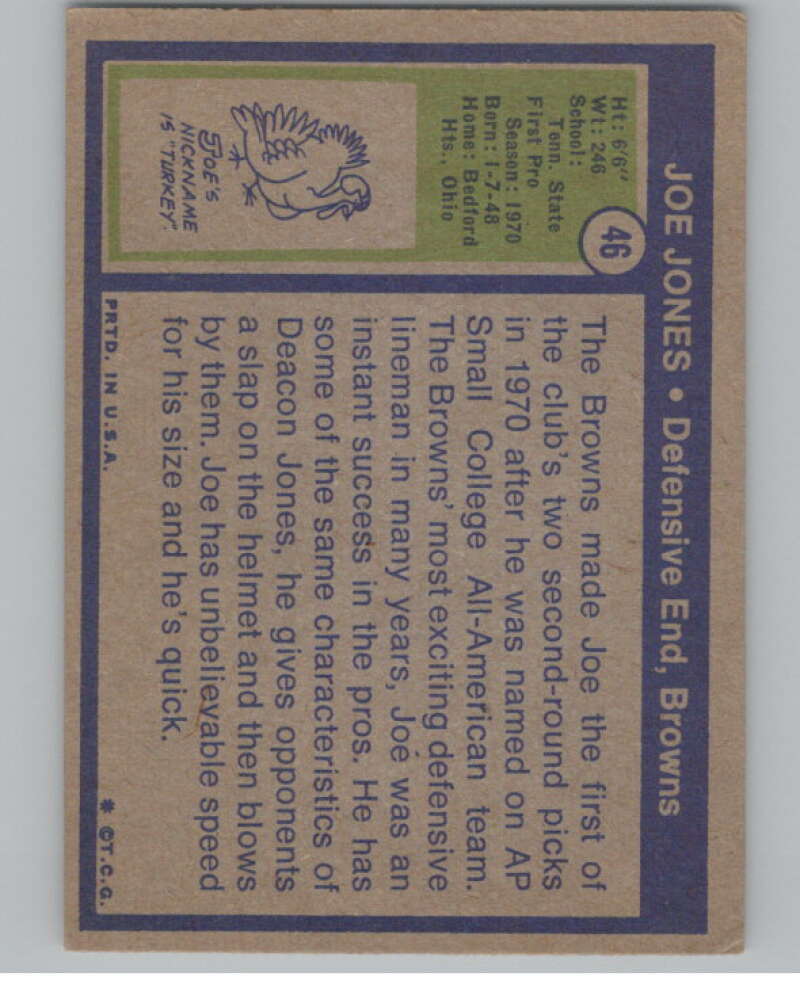 JOE JONES • Defensive End, Browns
46
Ht: 6'6"
Wt: 246
School:
Tenn. State
First Pro
Season: 1970
Born: 1-7-48
Home: Bedford
Hts., Ohio
JOE'S
NICKNAME
IS "TURKEY".
The Browns made Joe the first of
the club's two second-round picks
in 1970 after he was named on AP
Small College All-American team.
The Browns' most exciting defensive
lineman in many years, Joe was an
instant success in the pros. He has
some of the same characteristics of
Deacon Jones, he gives opponents
a slap on the helmet and then blows
by them. Joe has unbelievable speed
for his size and he's quick.
PRTD. IN U.S.A.
* ©T.C.G.